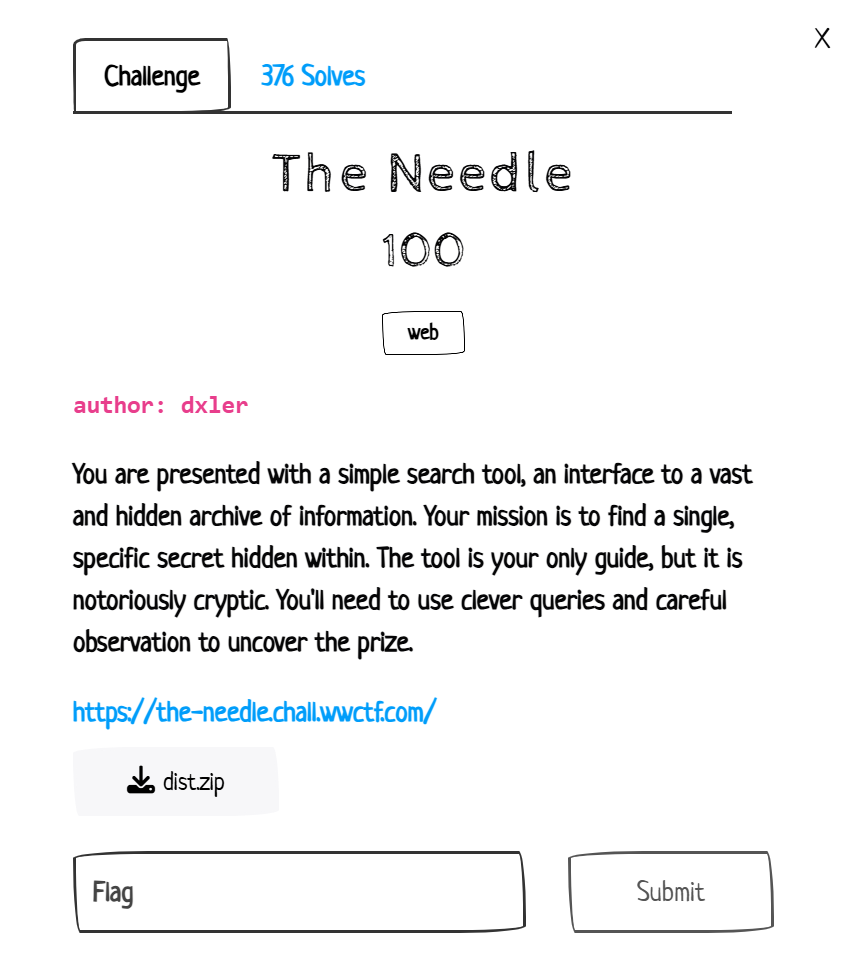 X
Challenge 376 Solves
The Needle
100
web
author: dxler
You are presented with a simple search tool, an interface to a vast
and hidden archive of information. Your mission is to find a single,
specific secret hidden within. The tool is your only guide, but it is
notoriously cryptic. You'll need to use clever queries and careful
observation to uncover the prize.
https://the-needle.chall.wwctf.com/
dist.zip
Flag Submit